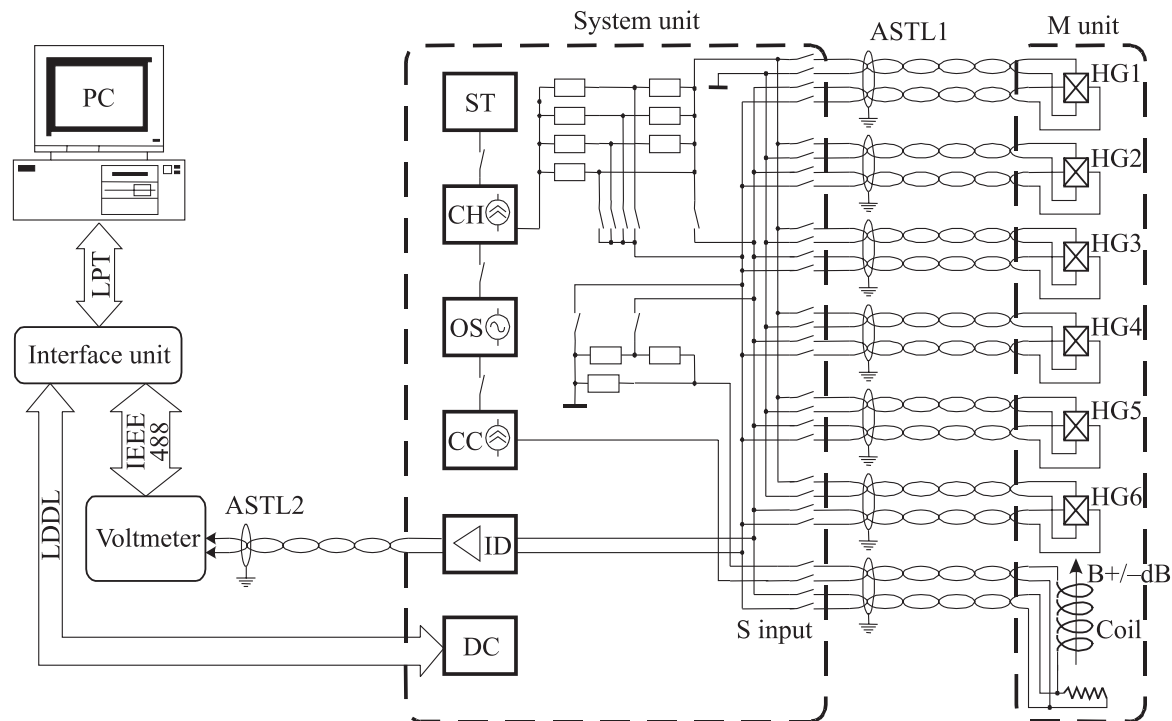 System unit
ASTL1
M unit
PC
ST
HG1
CH
HG2
LPT
HG3
OS
HG4
Interface unit
IEEE
488
CC
HG5
LDDL
ASTL2
HG6
Voltmeter
ID
B+/–dB
S input
Coil
DC